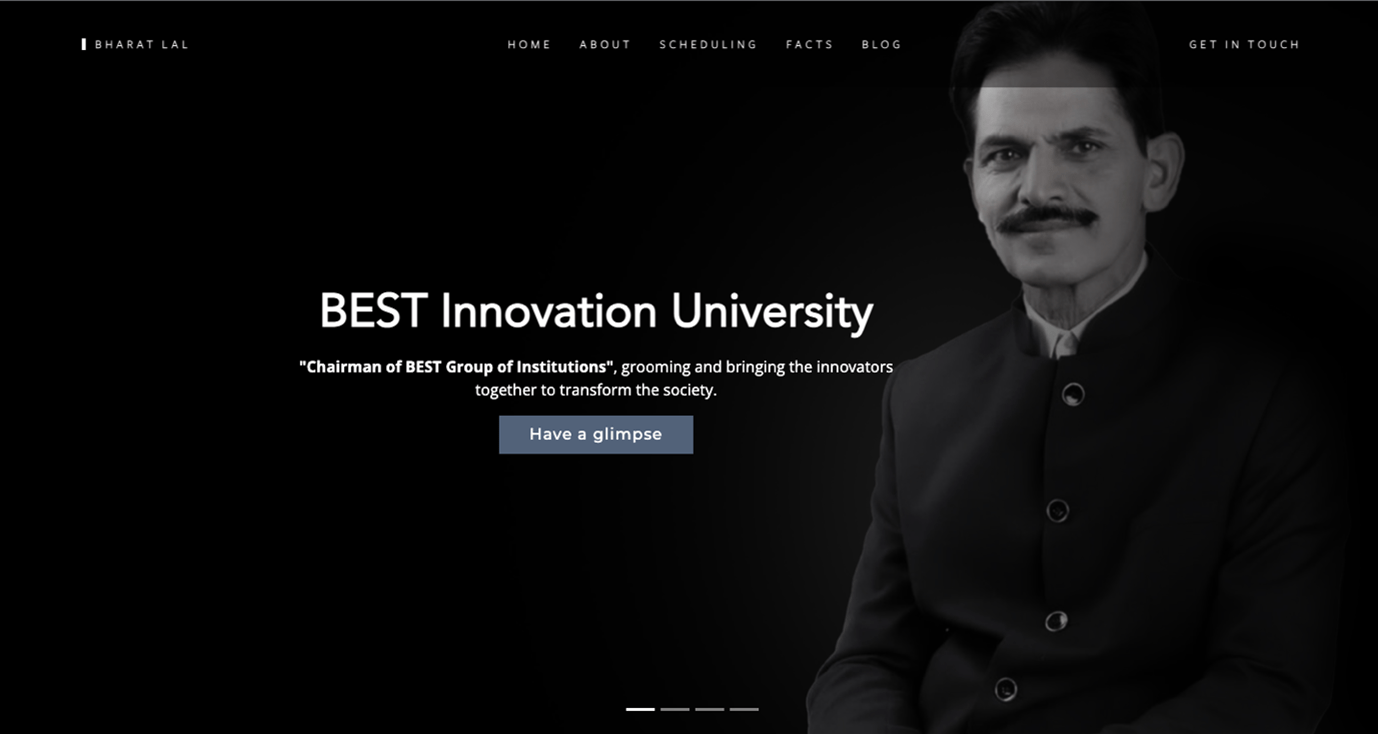 BHARAT LAL
HOME ABOUT SCHEDULING FACTS BLOG
GET IN TOUCH
BEST Innovation University
"Chairman of BEST Group of Institutions", grooming and bringing the innovators
together to transform the society.
Have a glimpse